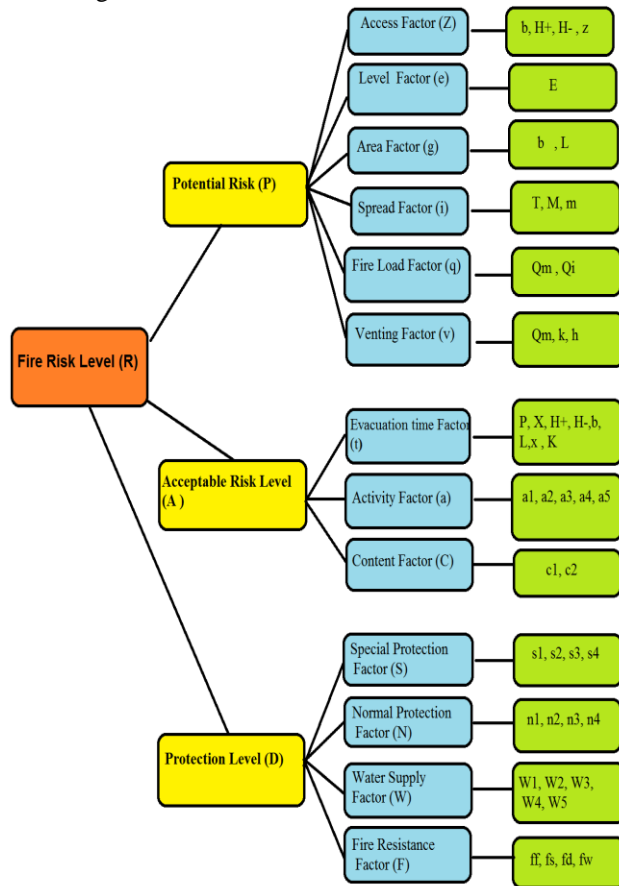 Access Factor (Z)
b, H+, H- , z
Level Factor (e)
E
Area Factor (g)
b , L
Potential Risk (P)
Spread Factor (i)
T, M, m
Fire Load Factor (q)
Qm , Qi
Venting Factor (v)
Qm, k, h
Fire Risk Level (R)
Evacuation time Factor
(t)
P, X, H+, H-,b,
L,x , K
Acceptable Risk Level
(A )
Activity Factor (a)
a1, a2, a3, a4, a5
Content Factor (C)
c1, c2
Special Protection
Factor (S)
s1, s2, s3, s4
Normal Protection
Factor (N)
n1, n2, n3, n4
Protection Level (D)
Water Supply
Factor (W)
W1, W2, W3,
W4, W5
Fire Resistance
Factor (F)
ff, fs, fd, fw